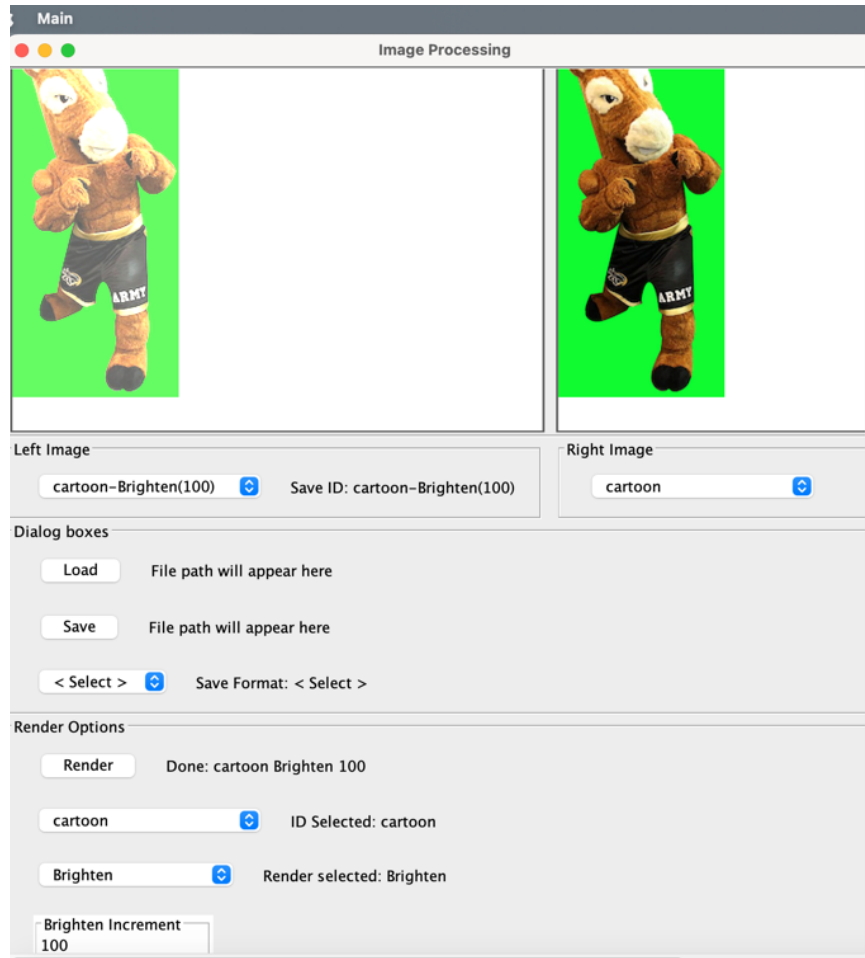 Main
Image Processing
ARMY
ARMY
Left Image
Right Image
cartoon-Brighten(100)
Save ID: cartoon-Brighten(100)
cartoon
Dialog boxes
Load
File path will appear here
Save
File path will appear here
< Select >
Save Format: < Select >
Render Options
Render
Done: cartoon Brighten 100
cartoon
ID Selected: cartoon
Brighten
Render selected: Brighten
Brighten Increment
100